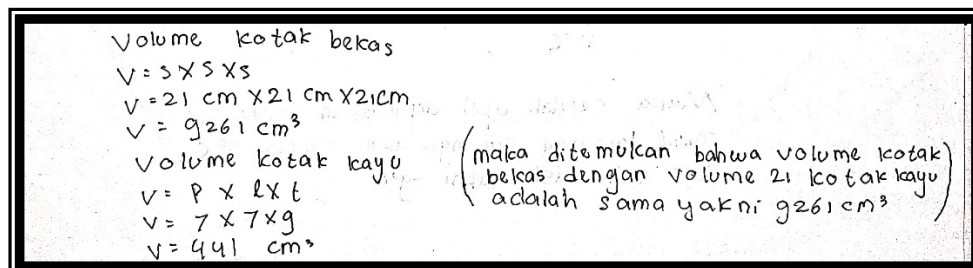 Volume kotak bekas
V = s x s x s
V = 21 cm x 21 cm x 21 cm
V = 9261 cm³
Volume kotak kayu
V = P x l x t
V = 7 x 7 x 9
V = 441 cm³
(maka ditemukan bahwa volume kotak
bekas dengan volume 21 kotak kayu
adalah sama yakni 9261 cm³)